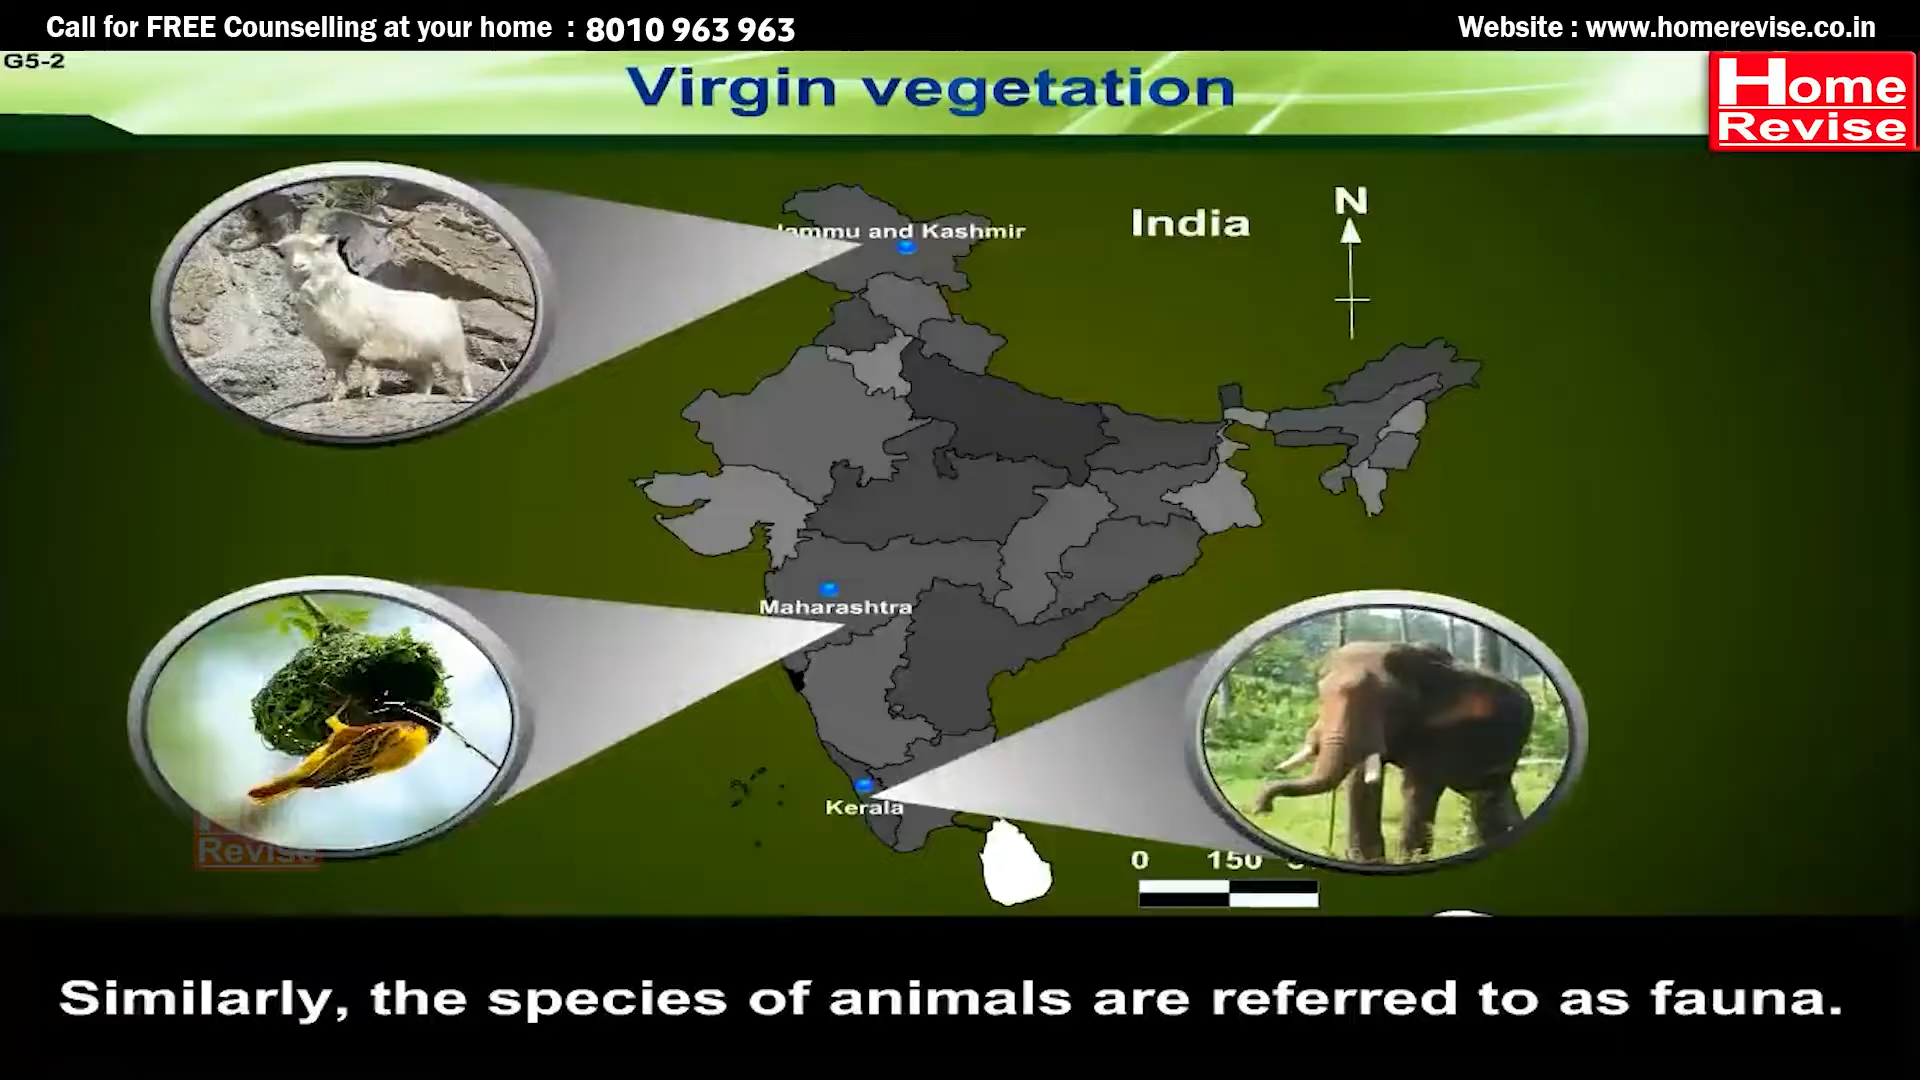 Call for FREE Counselling at your home : 8010 963 963
Website : www.homerevise.co.in
G5-2
Virgin vegetation
Home
Revise
India
N
Jammu and Kashmir
Maharashtra
Kerala
Revise
0 150
Similarly, the species of animals are referred to as fauna.